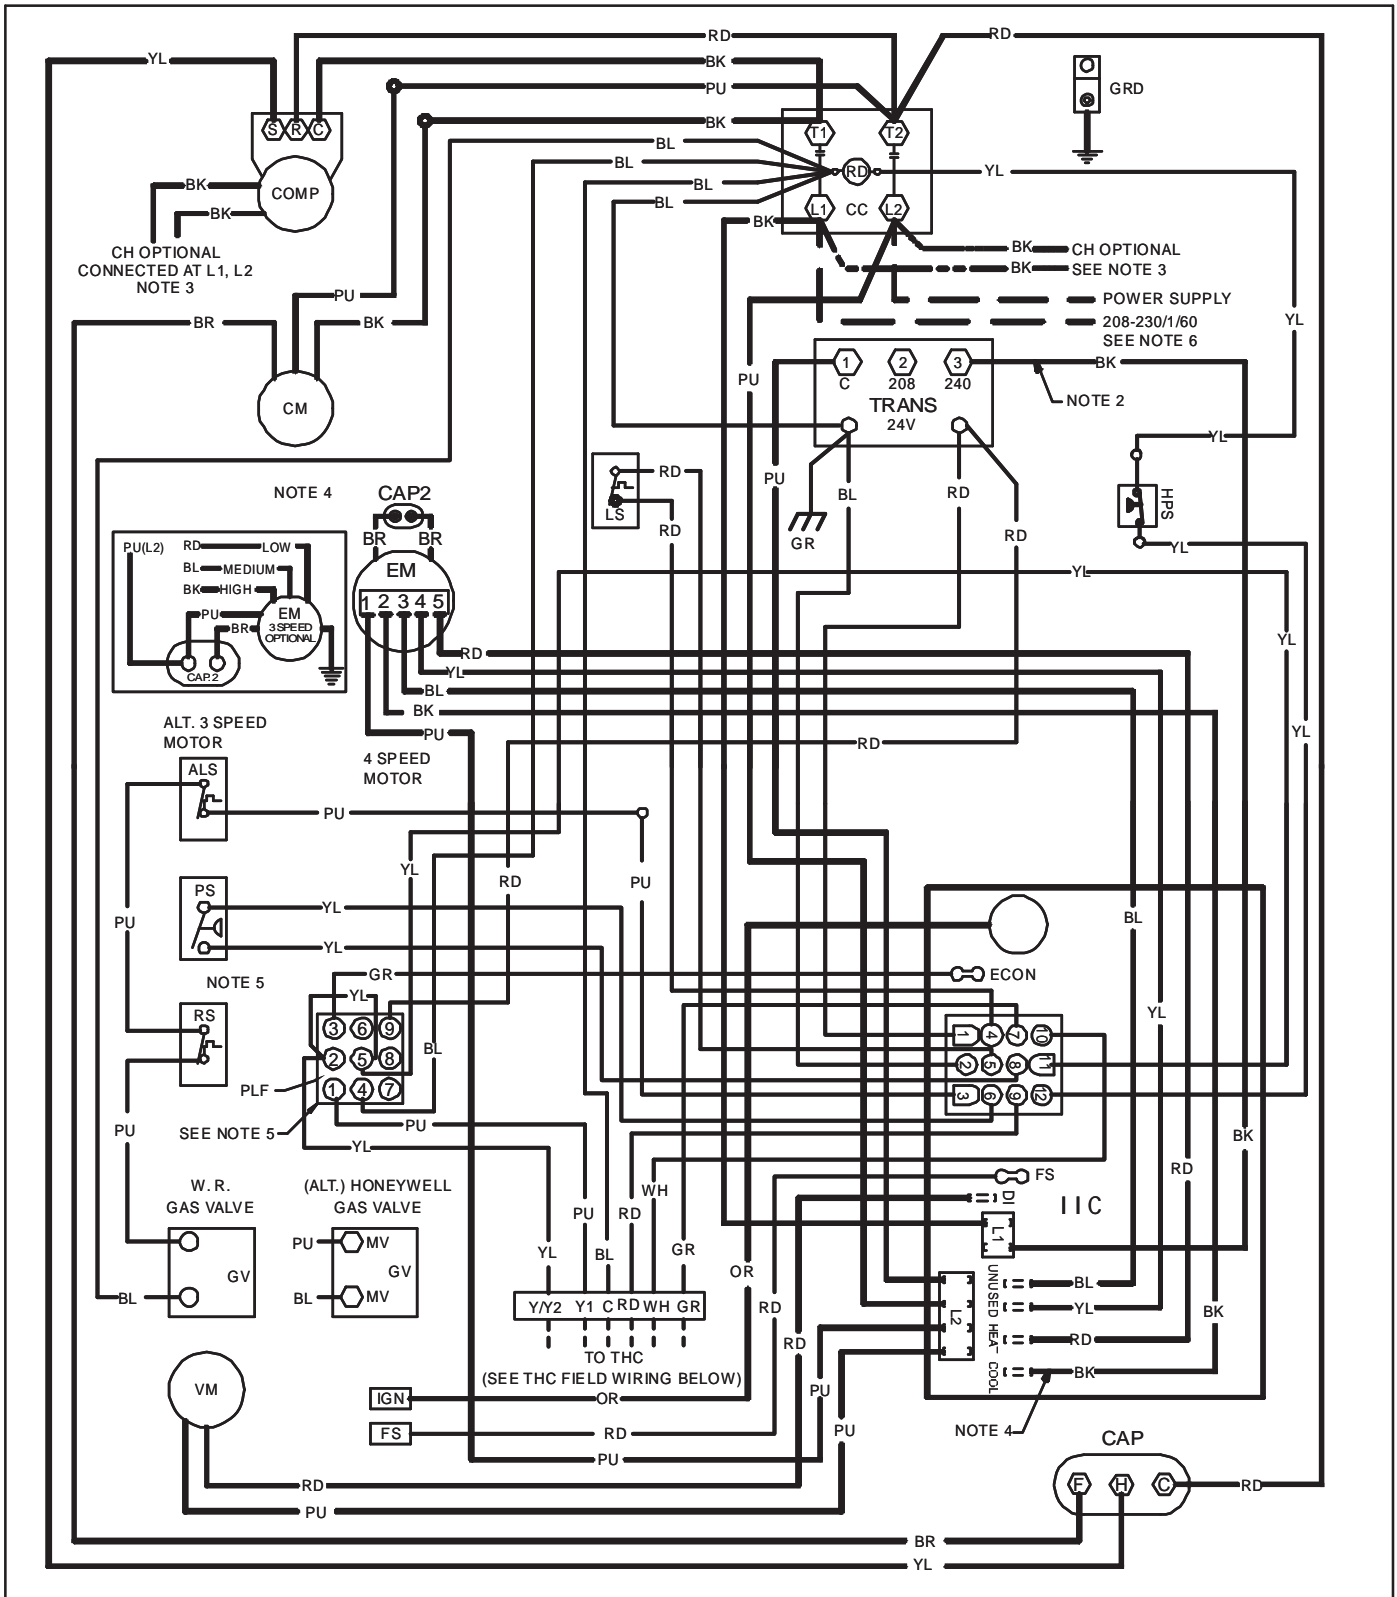 YL
RD
RD
BK
PU
GRD
BK
S R C
T1 T2
BL
BL
RD
YL
COMP
BK
BL
BL
L1 CC L2
BK
BK
CH OPTIONAL
CONNECTED AT L1, L2
NOTE 3
BK CH OPTIONAL
BK SEE NOTE 3
PU
POWER SUPPLY
208-230/1/60
SEE NOTE 6
BR
BK
YL
1 2 3
C 208 240
TRANS
24V
BK
NOTE 2
PU
CM
YL
RD
LS
RD
PU
BL
RD
GR
RD
HPS
YL
NOTE 4
CAP2
BR BR
EM
1 2 3 4 5
PU(L2)
RD LOW
BL MEDIUM
BK HIGH
PU
BR
EM
3 SPEED
OPTIONAL
CAP.2
YL
YL
RD
YL
BL
BK
PU
RD
YL
ALT. 3 SPEED
MOTOR
4 SPEED
MOTOR
ALS
PU
YL
RD
PU
PS
YL
YL
PU
BL
NOTE 5
GR
ECON
YL
RS
3 6 9
2 5 8
1 4 7
BL
YL
1 4 7 10
2 5 8 11
3 6 9 12
PLF
SEE NOTE 5
PU
YL
PU
BK
RD
W. R.
GAS VALVE
(ALT.) HONEYWELL
GAS VALVE
WH
FS
DI
IIC
L1
PU
RD
YL
BL
GR
OR
PU MV
GV
GV
BL
BL MV
RD
UNUSED
HEAT
COOL
L2
BL
YL
RD
BK
BK
Y/Y2 Y1 C RD WH GR
TO THC
(SEE THC FIELD WIRING BELOW)
RD
PU
PU
VM
IGN
OR
FS
RD
PU
NOTE 4
CAP
F H C
RD
RD
PU
BR
YL